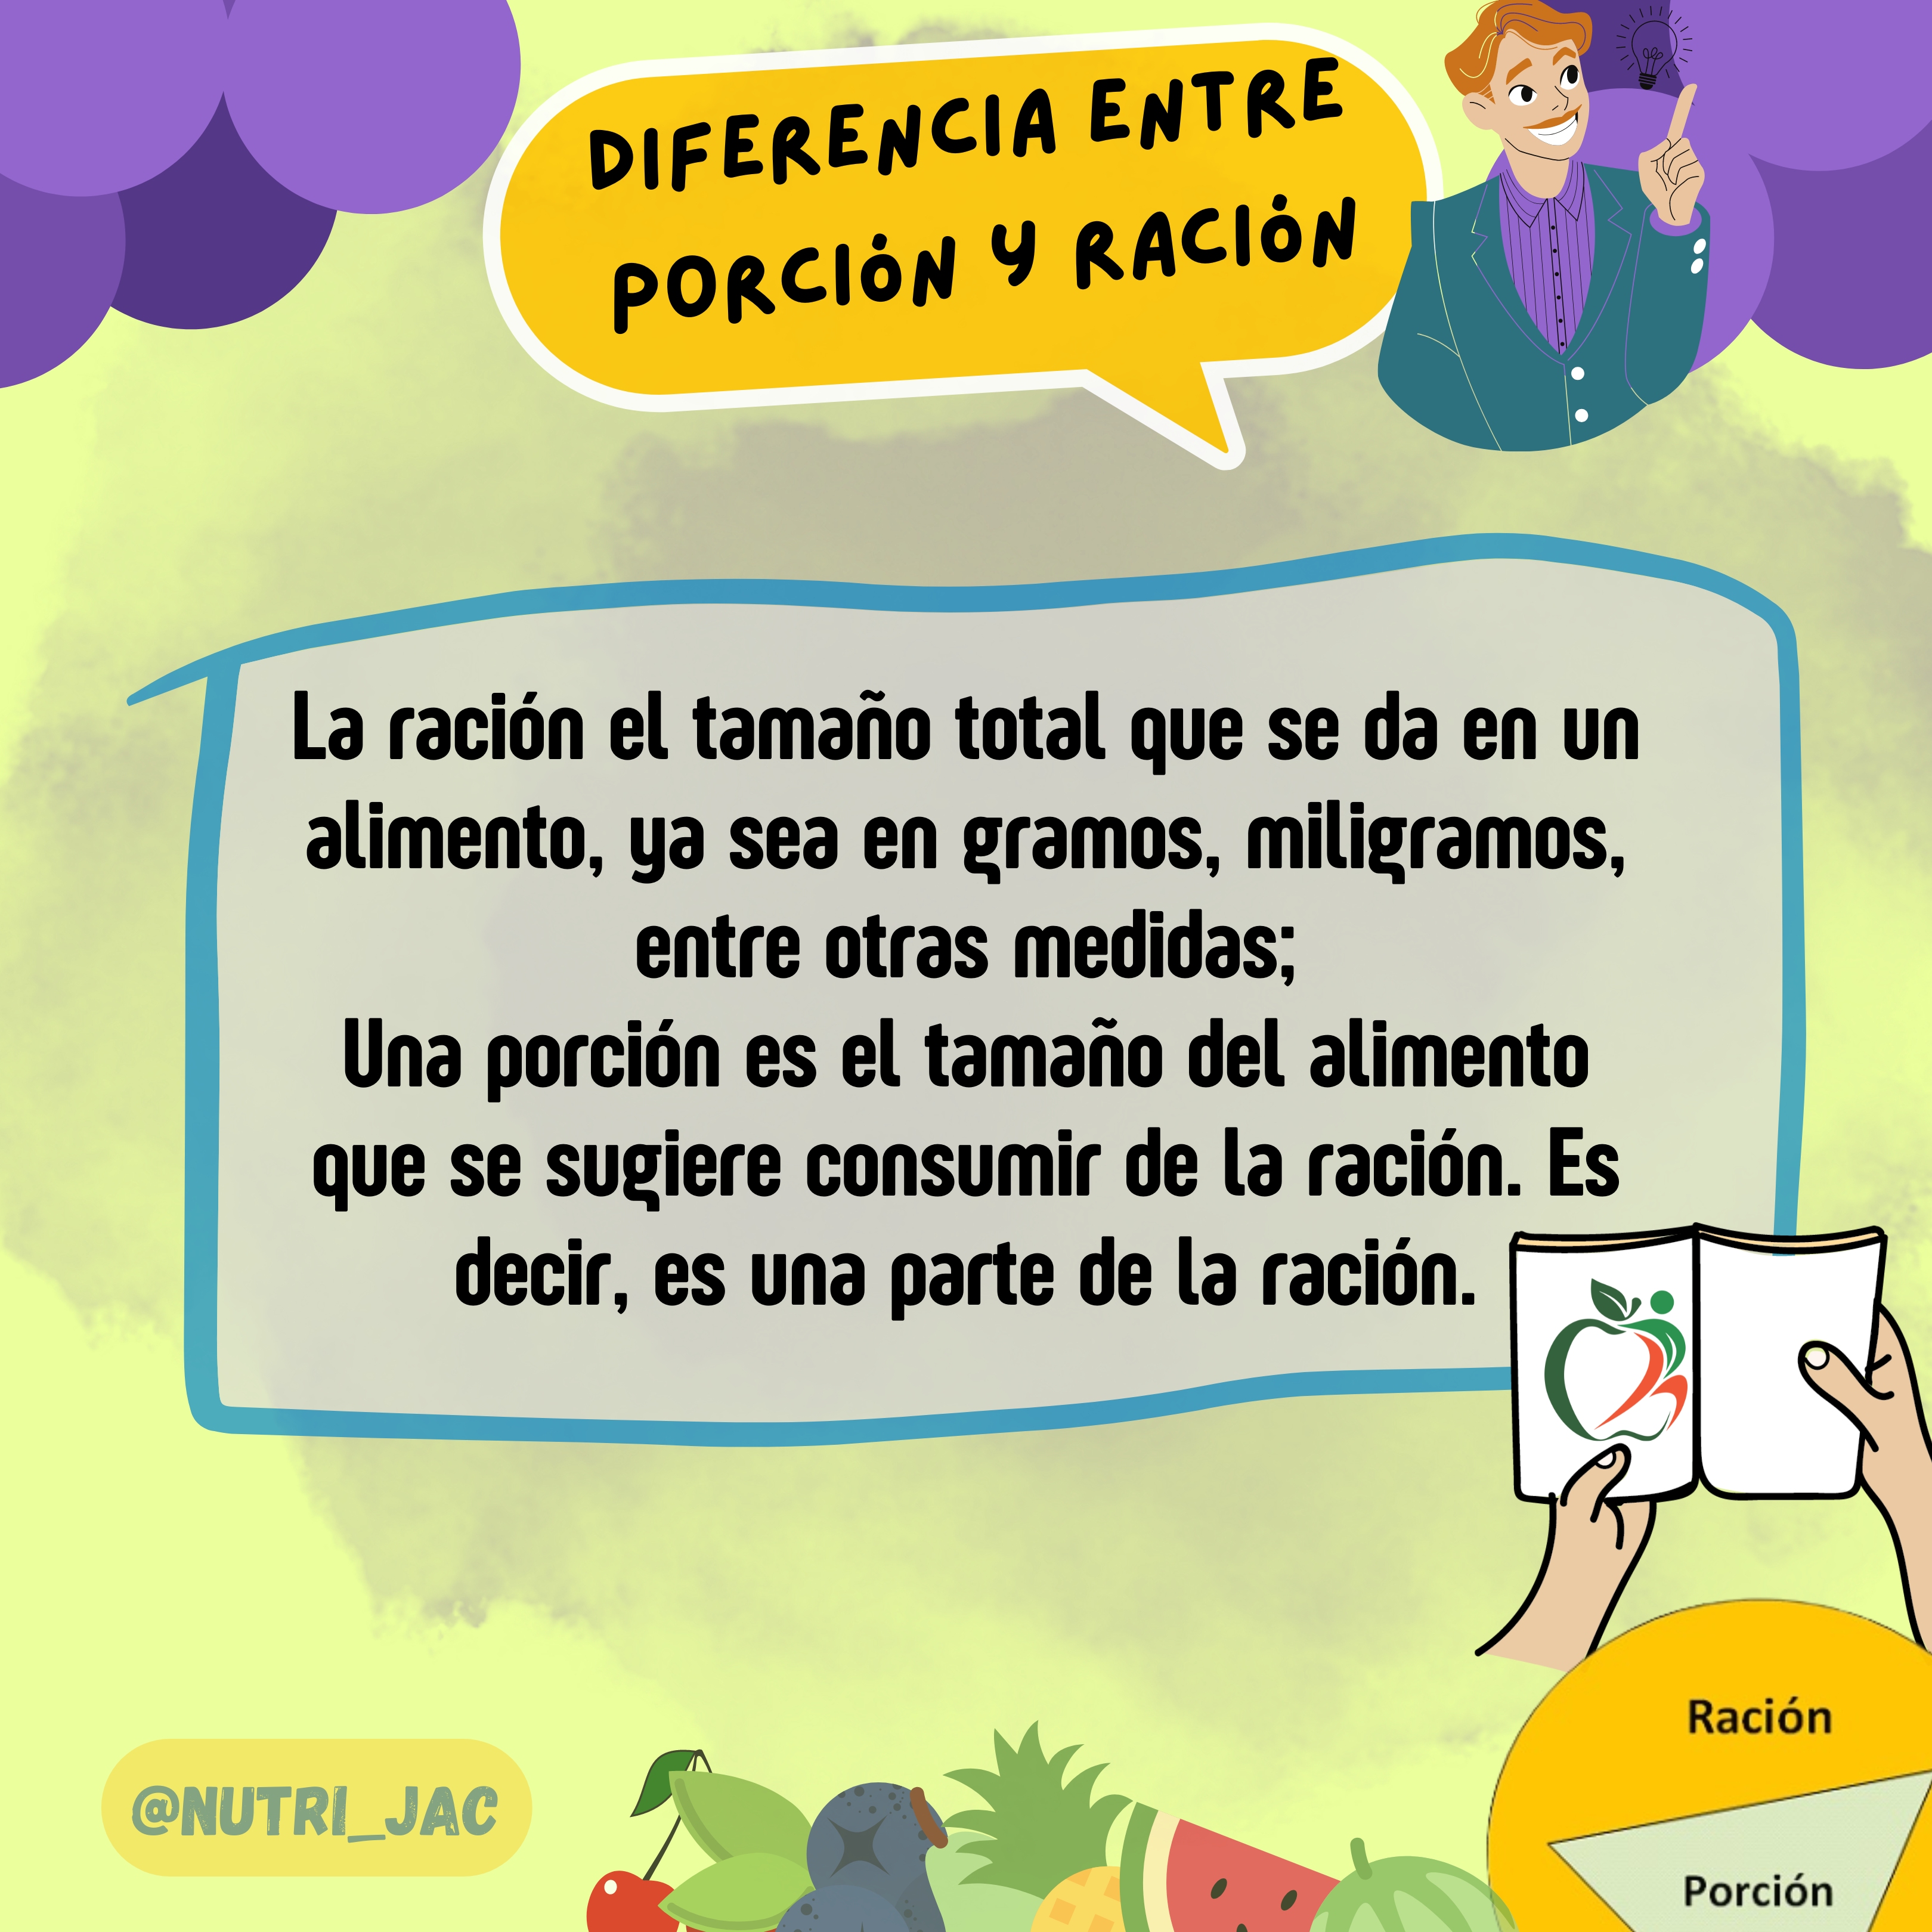 DIFERENCIA ENTRE
PORCIÓN Y RACIÓN
La ración el tamaño total que se da en un
alimento, ya sea en gramos, miligramos,
entre otras medidas;
Una porción es el tamaño del alimento
que se sugiere consumir de la ración. Es
decir, es una parte de la ración.
Ración
Porción
@NUTRI_JAC